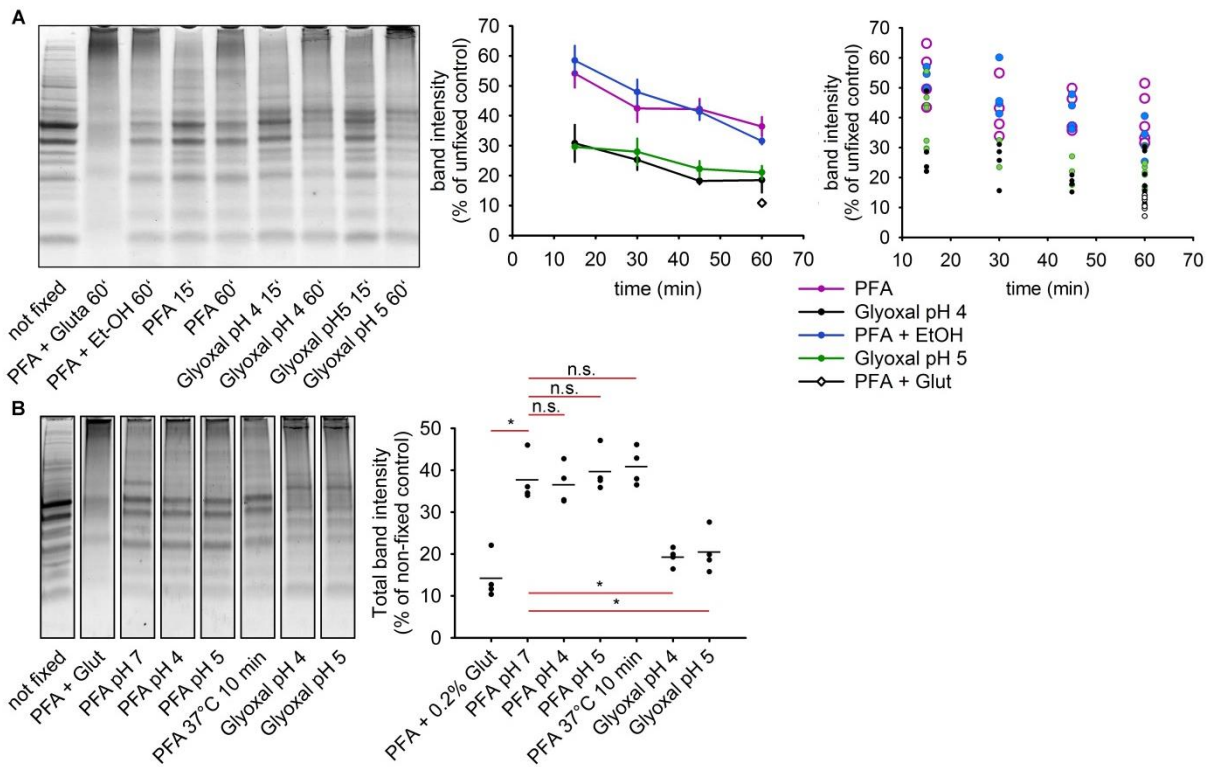 A
not fixed
PFA + Gluta 60‘
PFA + Et-OH 60‘
PFA 15‘
PFA 60‘
Glyoxal pH 4 15‘
Glyoxal pH 4 60‘
Glyoxal pH5 15‘
Glyoxal pH 5 60‘
band intensity
(% of unfixed control)
70
60
50
40
30
20
10
0
0 10 20 30 40 50 60 70
time (min)
band intensity
(% of unfixed control)
70
60
50
40
30
20
10
0
10 20 30 40 50 60 70
time (min)
PFA
Glyoxal pH 4
PFA + EtOH
Glyoxal pH 5
PFA + Glut
B
not fixed
PFA + Glut
PFA pH 7
PFA pH 4
PFA pH 5
PFA 37°C 10 min
Glyoxal pH 4
Glyoxal pH 5
n.s.
n.s.
n.s.
*
*
*
Total band intensity
(% of non-fixed control)
50
40
30
20
10
0
PFA + 0.2% Glut
PFA pH 7
PFA pH 4
PFA pH 5
PFA 37°C 10 min
Glyoxal pH 4
Glyoxal pH 5